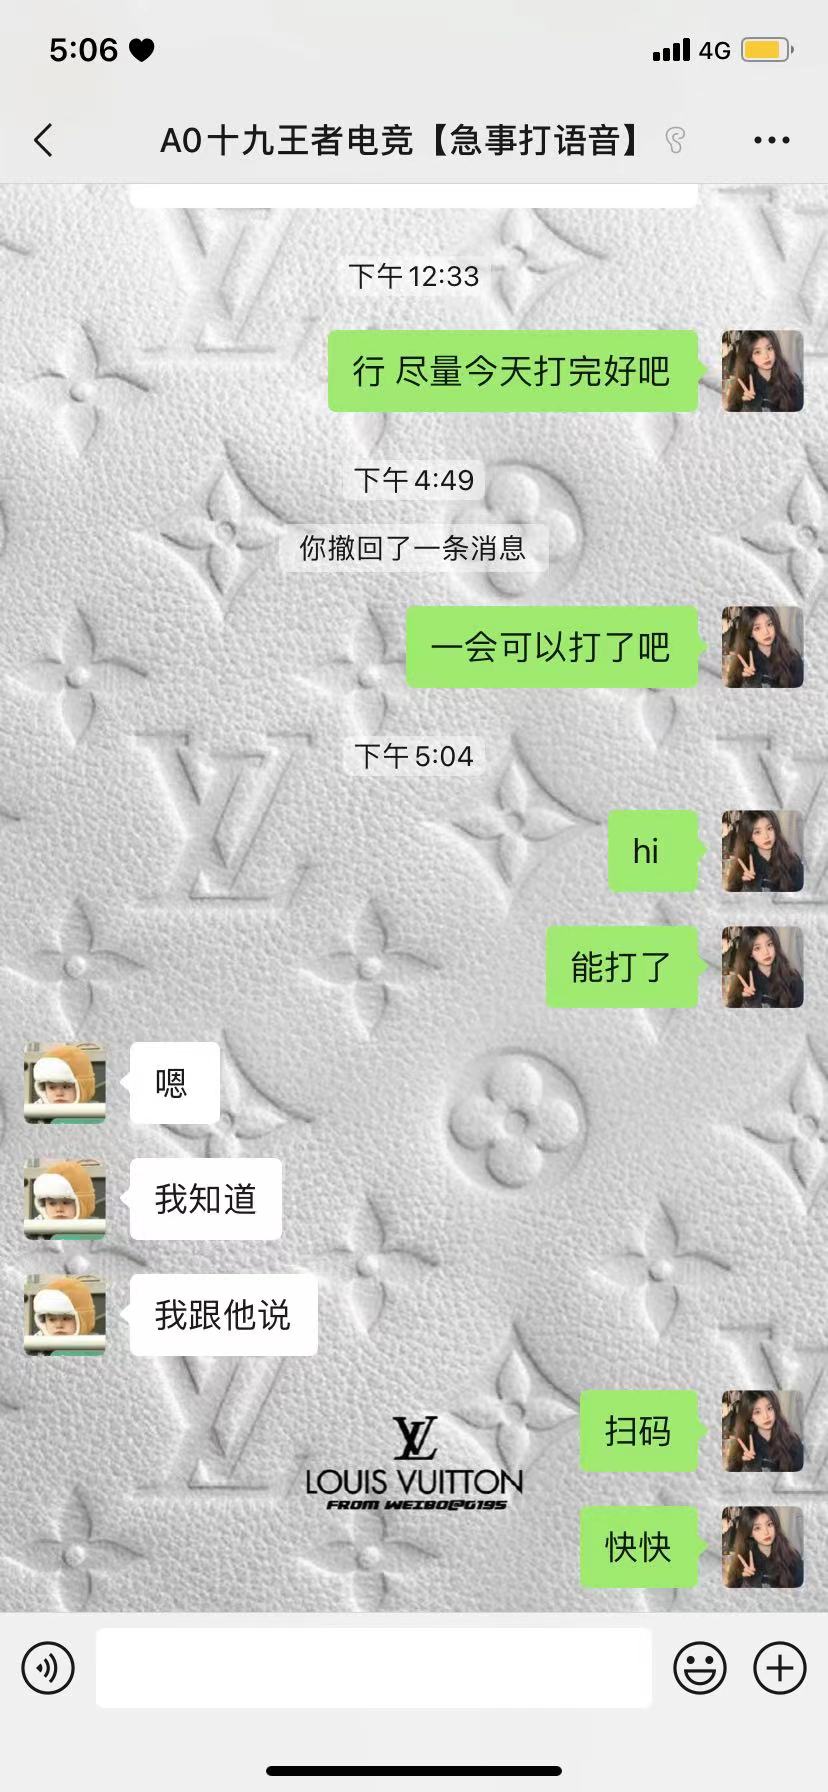 5:06
4G
A0十九王者电竞【急事打语音】
下午12:33
行 尽量今天打完好吧
下午4:49
你撤回了一条消息
一会可以打了吧
下午5:04
hi
能打了
嗯
我知道
我跟他说
扫码
LV
LOUIS VUITTON
FROM WEIBO@G195
快快